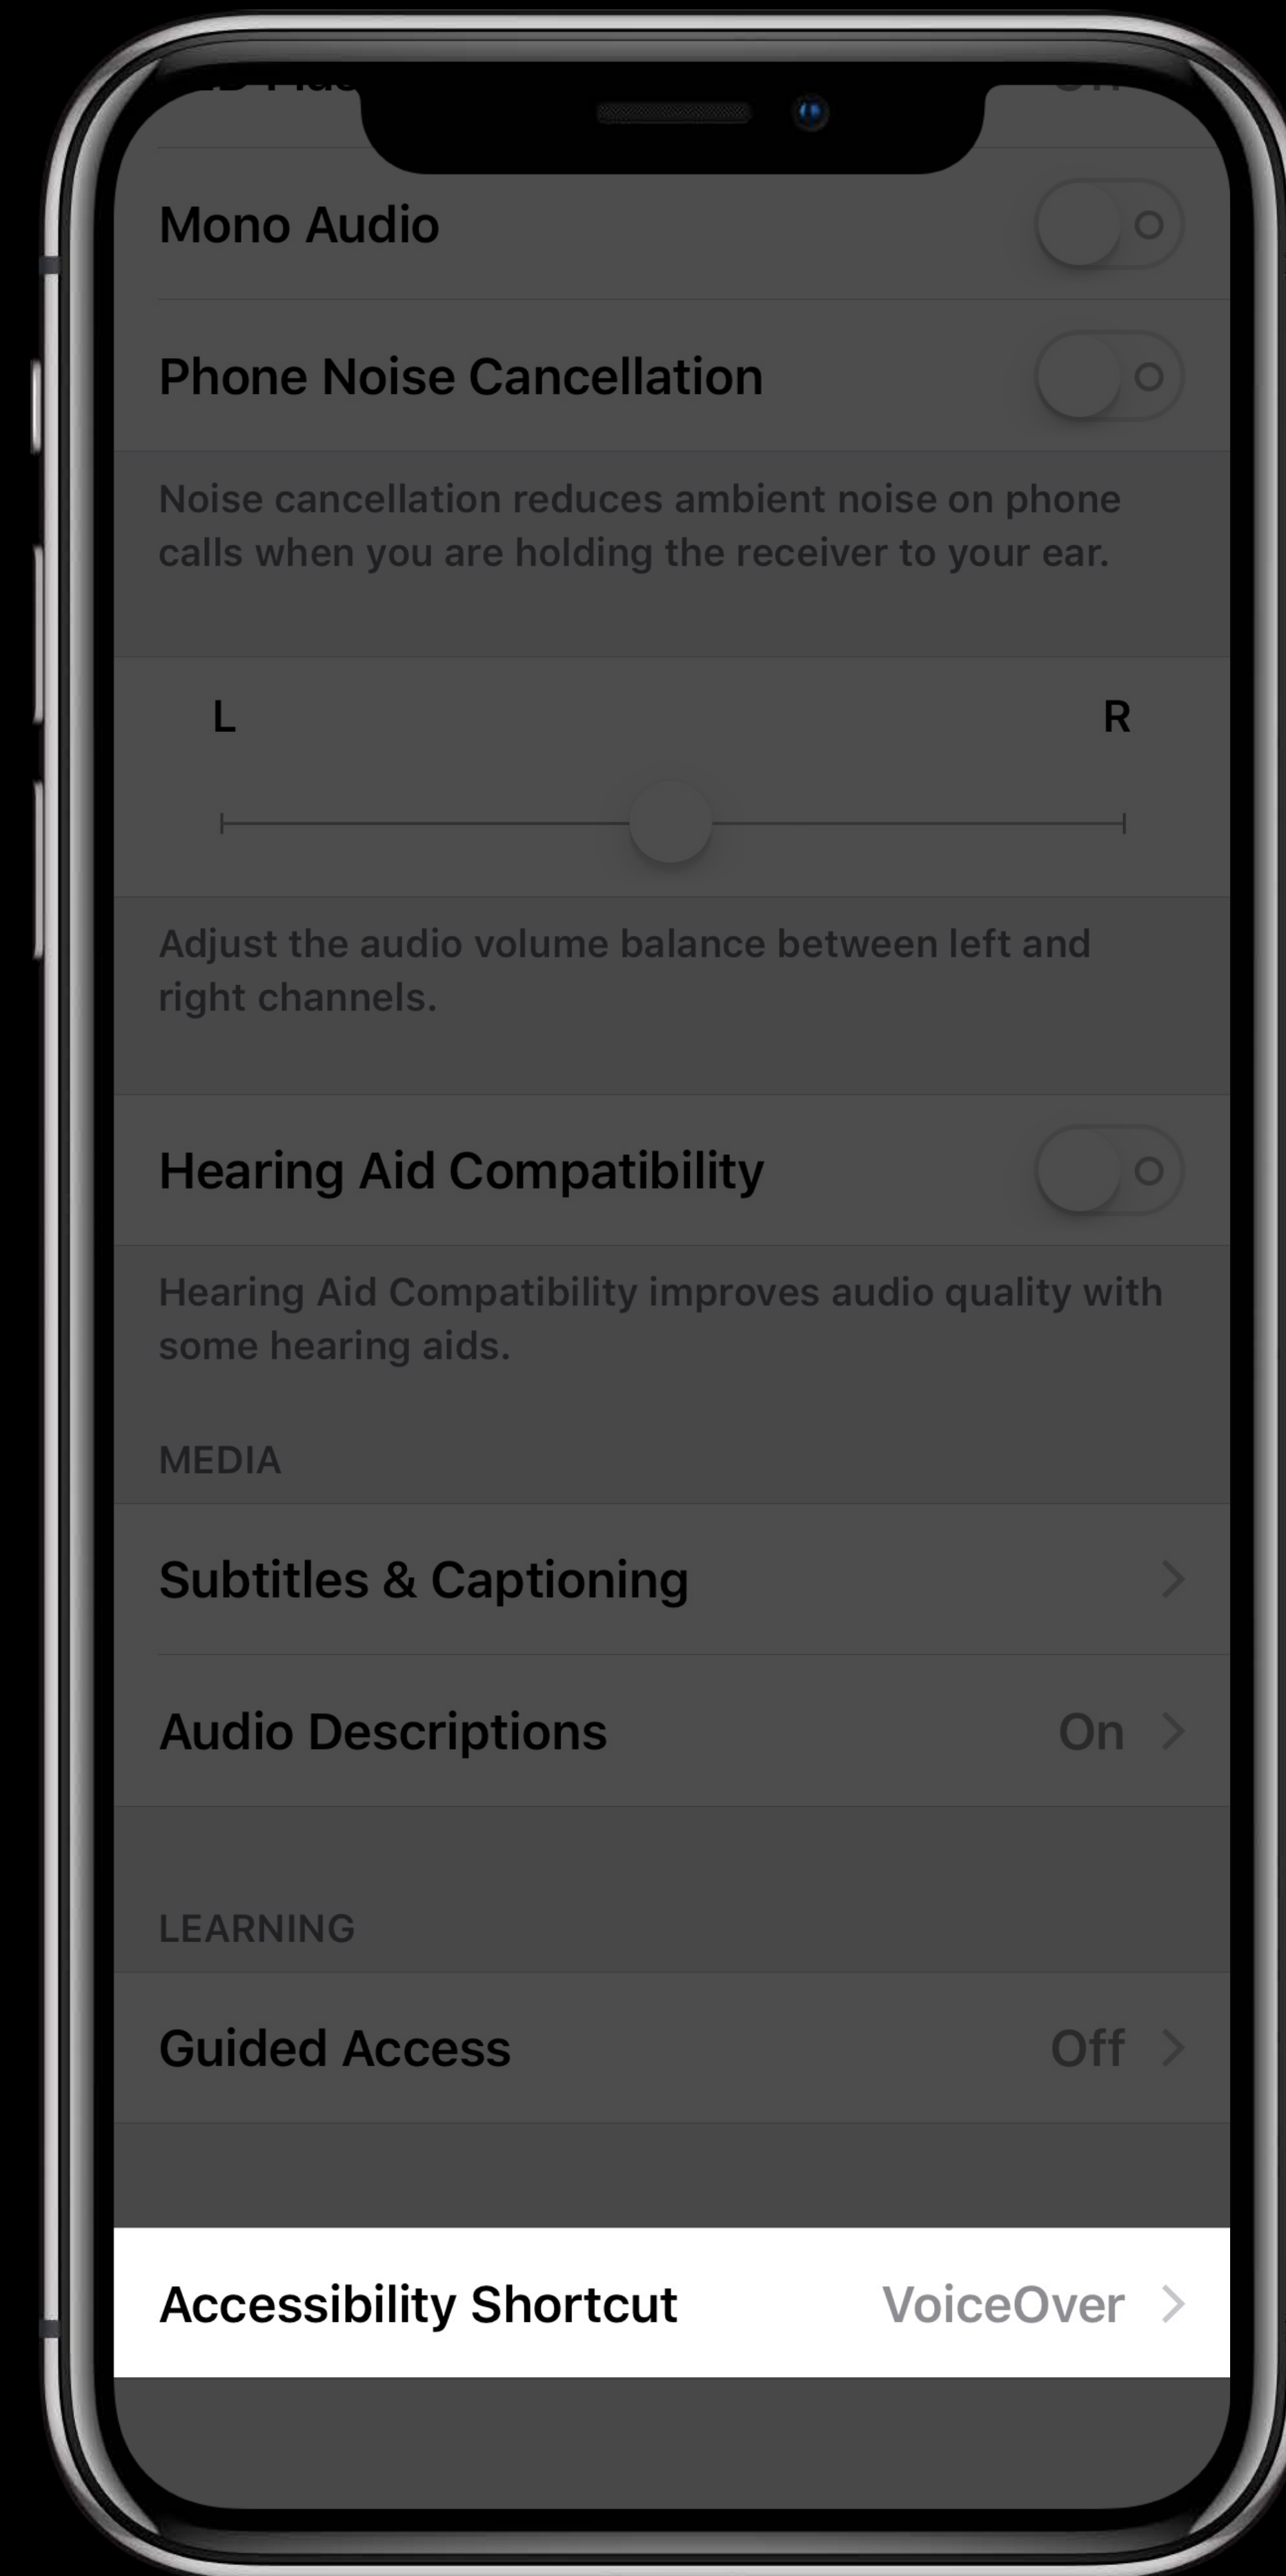 Mono Audio
Phone Noise Cancellation
Noise cancellation reduces ambient noise on phone
calls when you are holding the receiver to your ear.
L R
Adjust the audio volume balance between left and
right channels.
Hearing Aid Compatibility
Hearing Aid Compatibility improves audio quality with
some hearing aids.
MEDIA
Subtitles & Captioning
Audio Descriptions On
LEARNING
Guided Access Off
Accessibility Shortcut VoiceOver